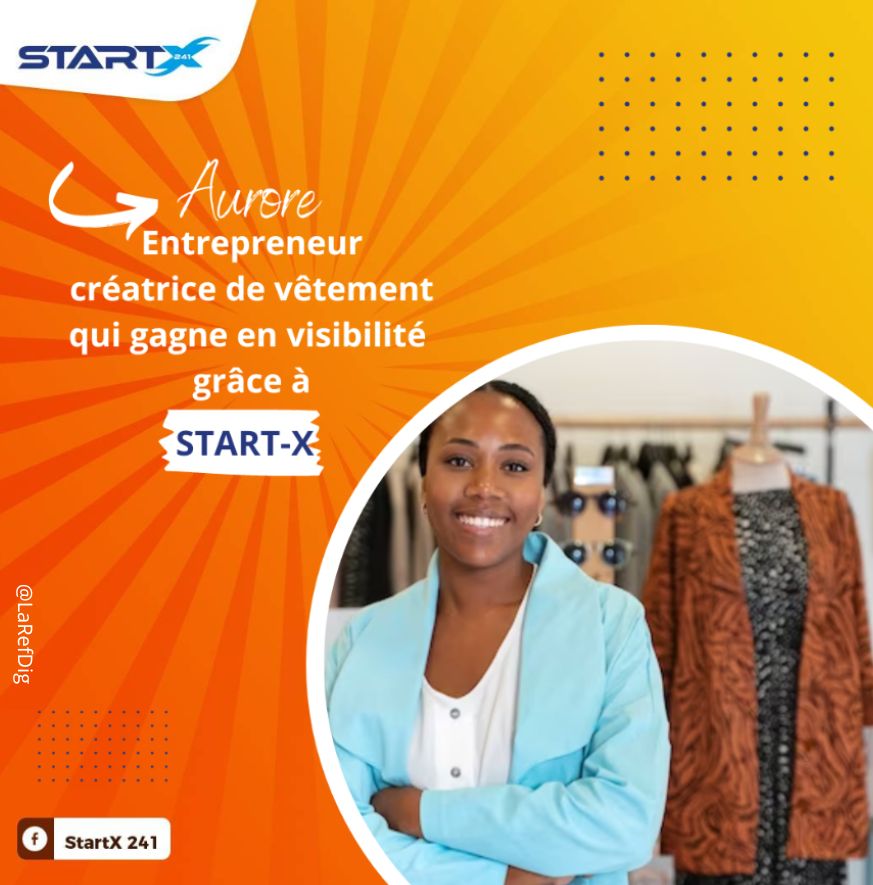 STARTX 241
Aurore
Entrepreneur
créatrice de vêtement
qui gagne en visibilité
grâce à
START-X
@LaRefDig
StartX 241